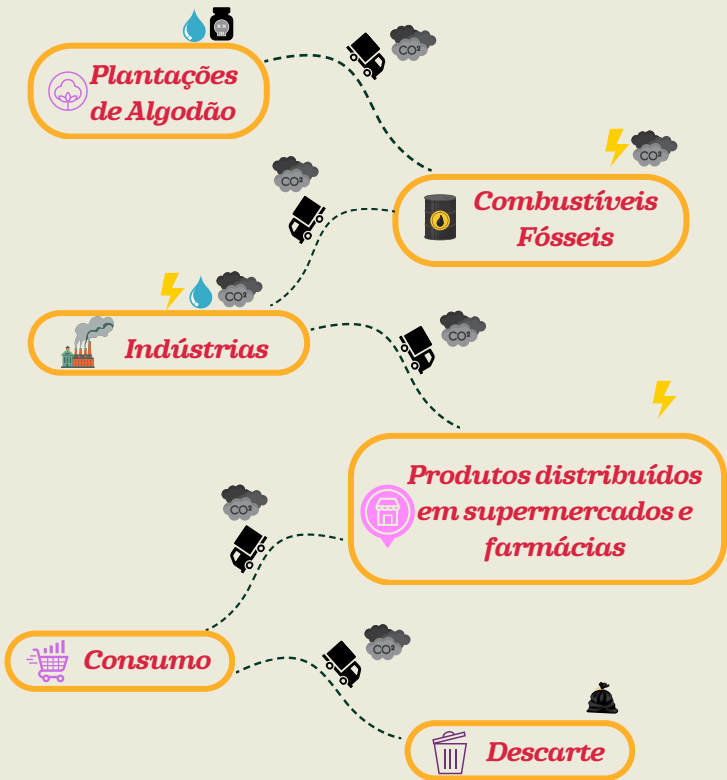 Plantações
de Algodão
CO²
CO²
Combustíveis
Fósseis
CO²
CO²
Indústrias
CO²
Produtos distribuídos
em supermercados e
farmácias
CO²
Consumo
CO²
Descarte